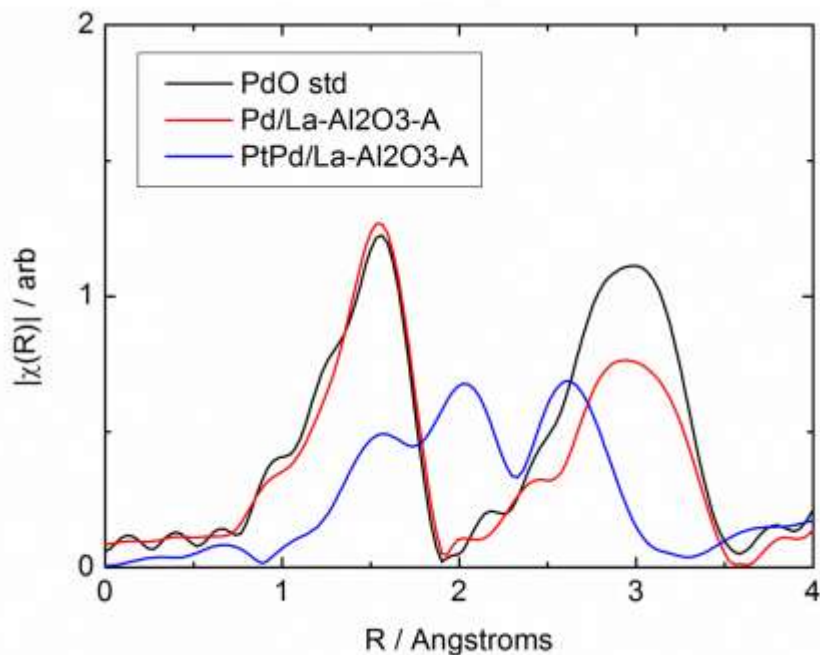 2
PdO std
Pd/La-Al2O3-A
PtPd/La-Al2O3-A
1
|χ(R)| / arb
0
0 1 2 3 4
R / Angstroms